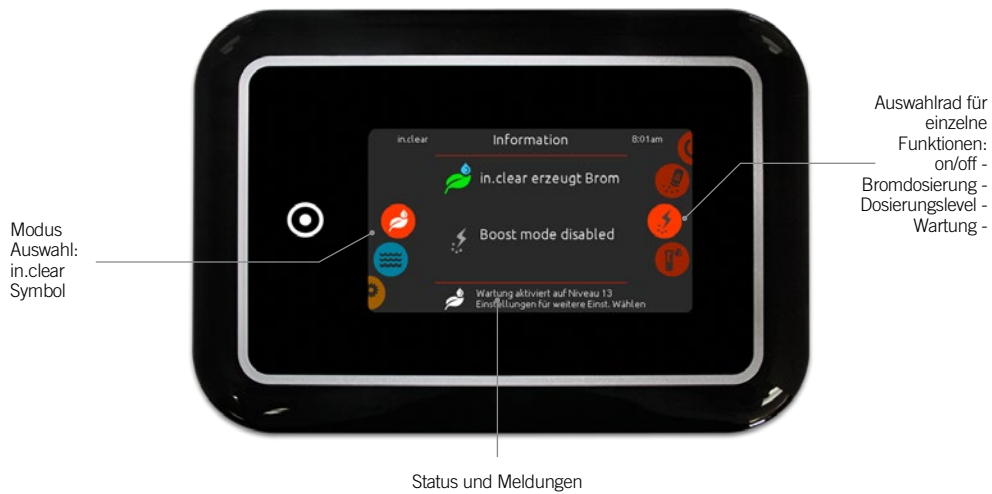 in.clear Information 8:01am
in.clear erzeugt Brom
Boost mode disabled
Wartung aktiviert auf Niveau 13
Einstellungen für weitere Einst. Wählen
Modus
Auswahl:
in.clear
Symbol
Auswahlrad für
einzelne
Funktionen:
on/off -
Bromdosierung -
Dosierungslevel -
Wartung -
Status und Meldungen